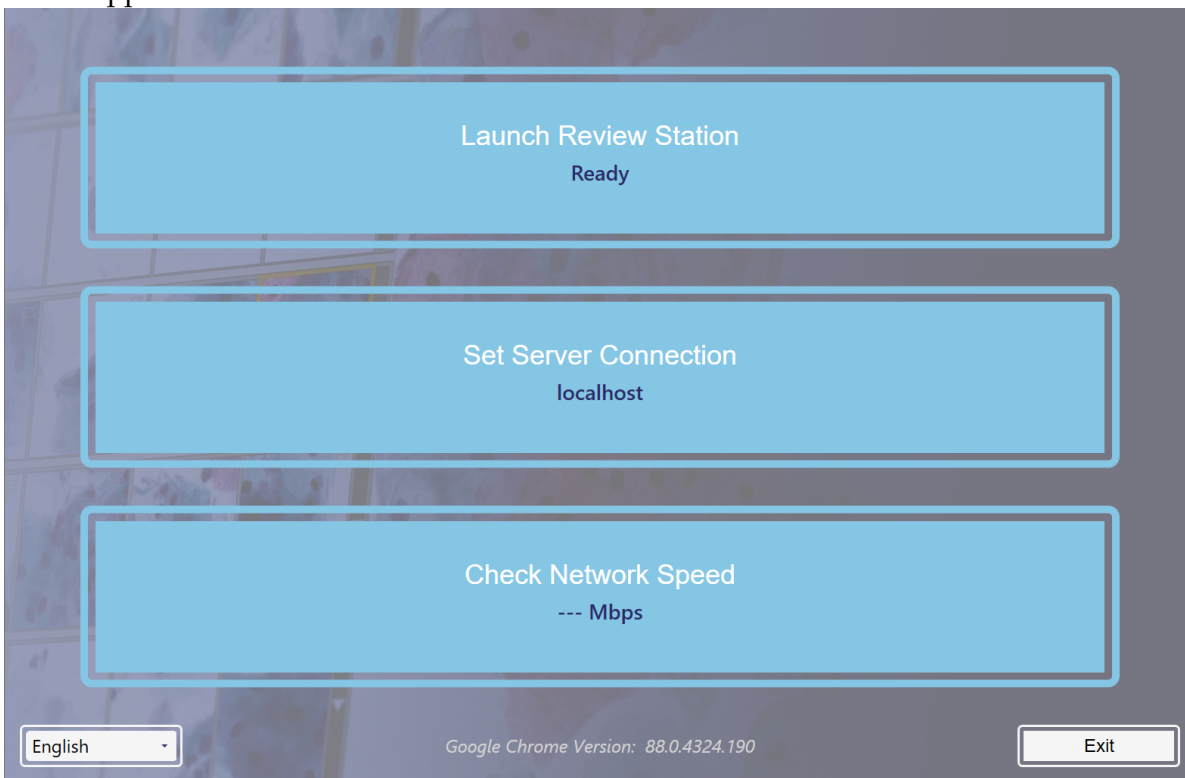 Launch Review Station
Ready
Set Server Connection
localhost
Check Network Speed
--- Mbps
English
Google Chrome Version: 88.0.4324.190
Exit